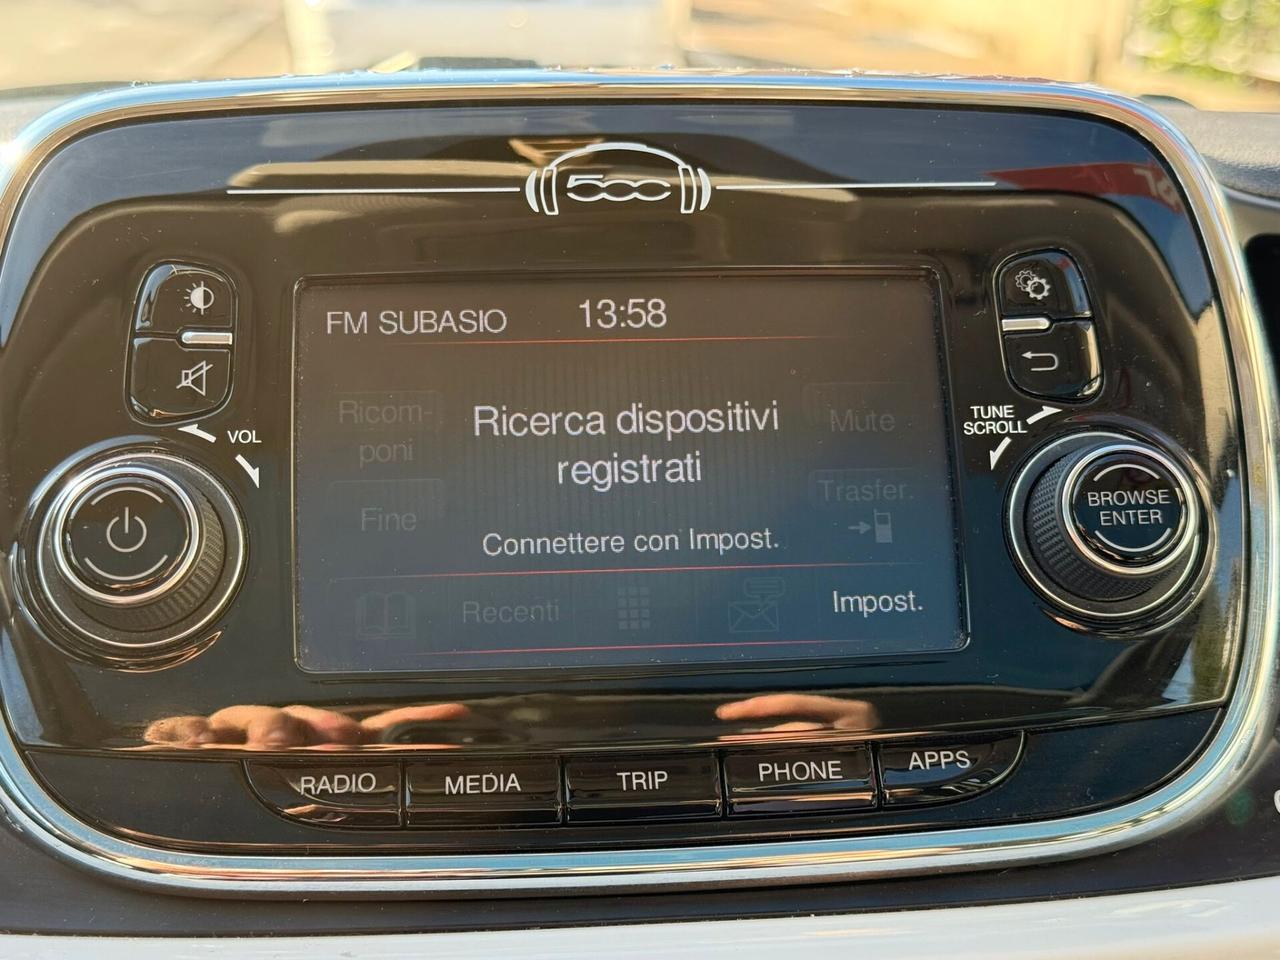 500
FM SUBASIO 13:58
Ricom-
poni
Ricerca dispositivi
registrati
Mute
Fine
Trasfer.
Connettere con Impost.
Recenti
Impost.
VOL
TUNE
SCROLL
BROWSE
ENTER
RADIO
MEDIA
TRIP
PHONE
APPS